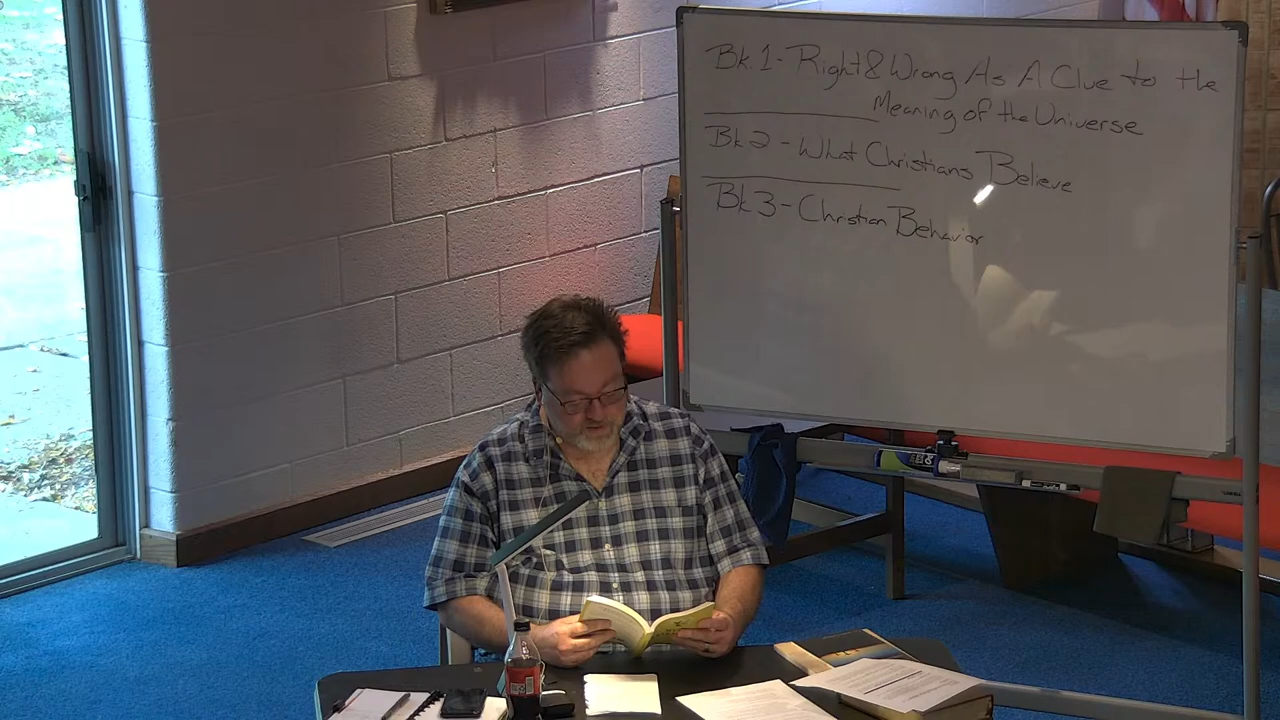 Bk. 1 - Right & Wrong As A Clue to the
Meaning of the Universe
Bk 2 - What Christians Believe
Bk 3 - Christian Behavior